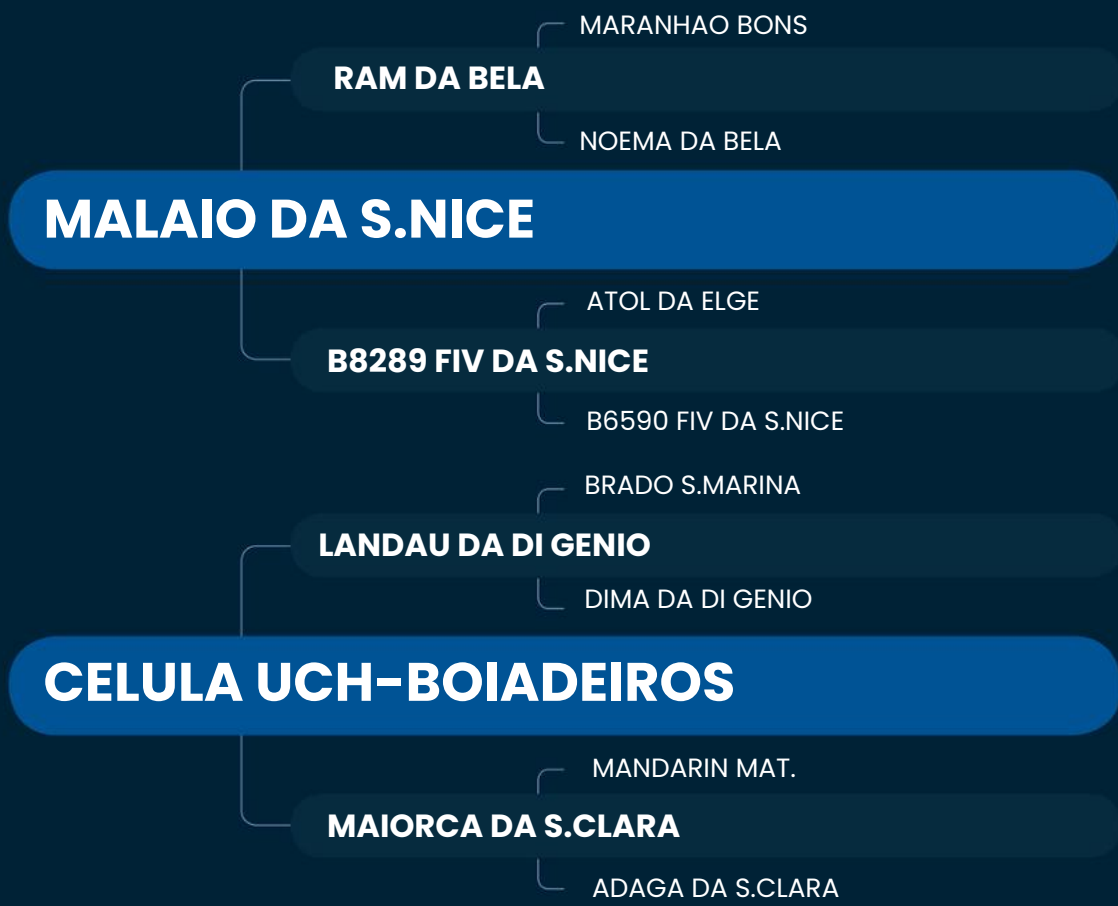 MARANHAO BONS
RAM DA BELA
NOEMA DA BELA
MALAIO DA S.NICE
ATOL DA ELGE
B8289 FIV DA S.NICE
B6590 FIV DA S.NICE
BRADO S.MARINA
LANDAU DA DI GENIO
DIMA DA DI GENIO
CELULA UCH-BOIADEIROS
MANDARIN MAT.
MAIORCA DA S.CLARA
ADAGA DA S.CLARA